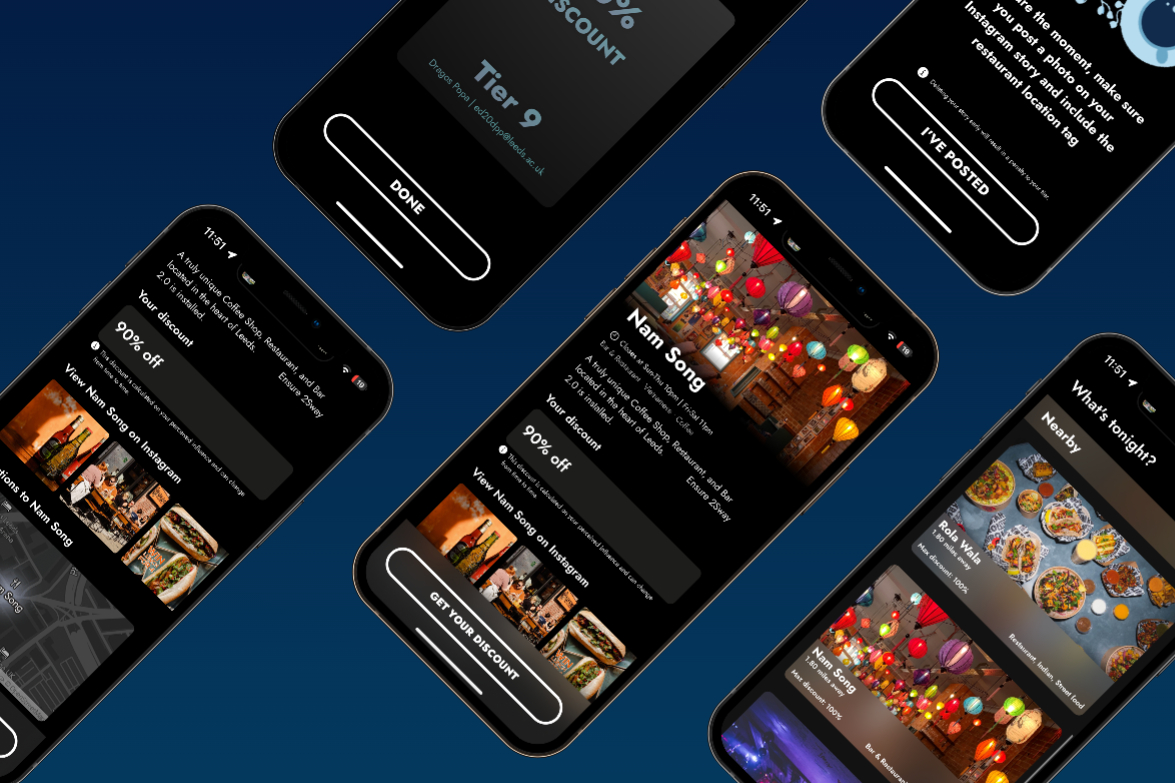 DISCOUNT
Tier 9
Dragos Popa | ed20dpp@leeds.ac.uk
DONE
the moment, make sure
you post a photo on your
Instagram story and include the
restaurant location tag
Deleting your story early will result in a penalty to your tier.
I'VE POSTED
11:51
A truly unique Coffee Shop, Restaurant, and Bar
located in the heart of Leeds. Ensure 2Sway
2.0 is installed.
Your discount
90% off
This discount is calculated on your perceived influence and can change
from time to time.
View Nam Song on Instagram
to Nam Song
Song
11:51
Nam Song
Closes at Sun-Thu 10pm | Fri-Sat 11pm
Bar & Restaurant Vietnamese Coffee
A truly unique Coffee Shop, Restaurant, and Bar
located in the heart of Leeds. Ensure 2Sway
2.0 is installed.
Your discount
90% off
This discount is calculated on your perceived influence and can change
from time to time.
View Nam Song on Instagram
GET YOUR DISCOUNT
11:51
What's tonight?
Nearby
Rola Wala
1.80 miles away
Max discount: 100%
Restaurant, Indian, Street food
Nam Song
1.80 miles away
Max discount: 100%
Bar &